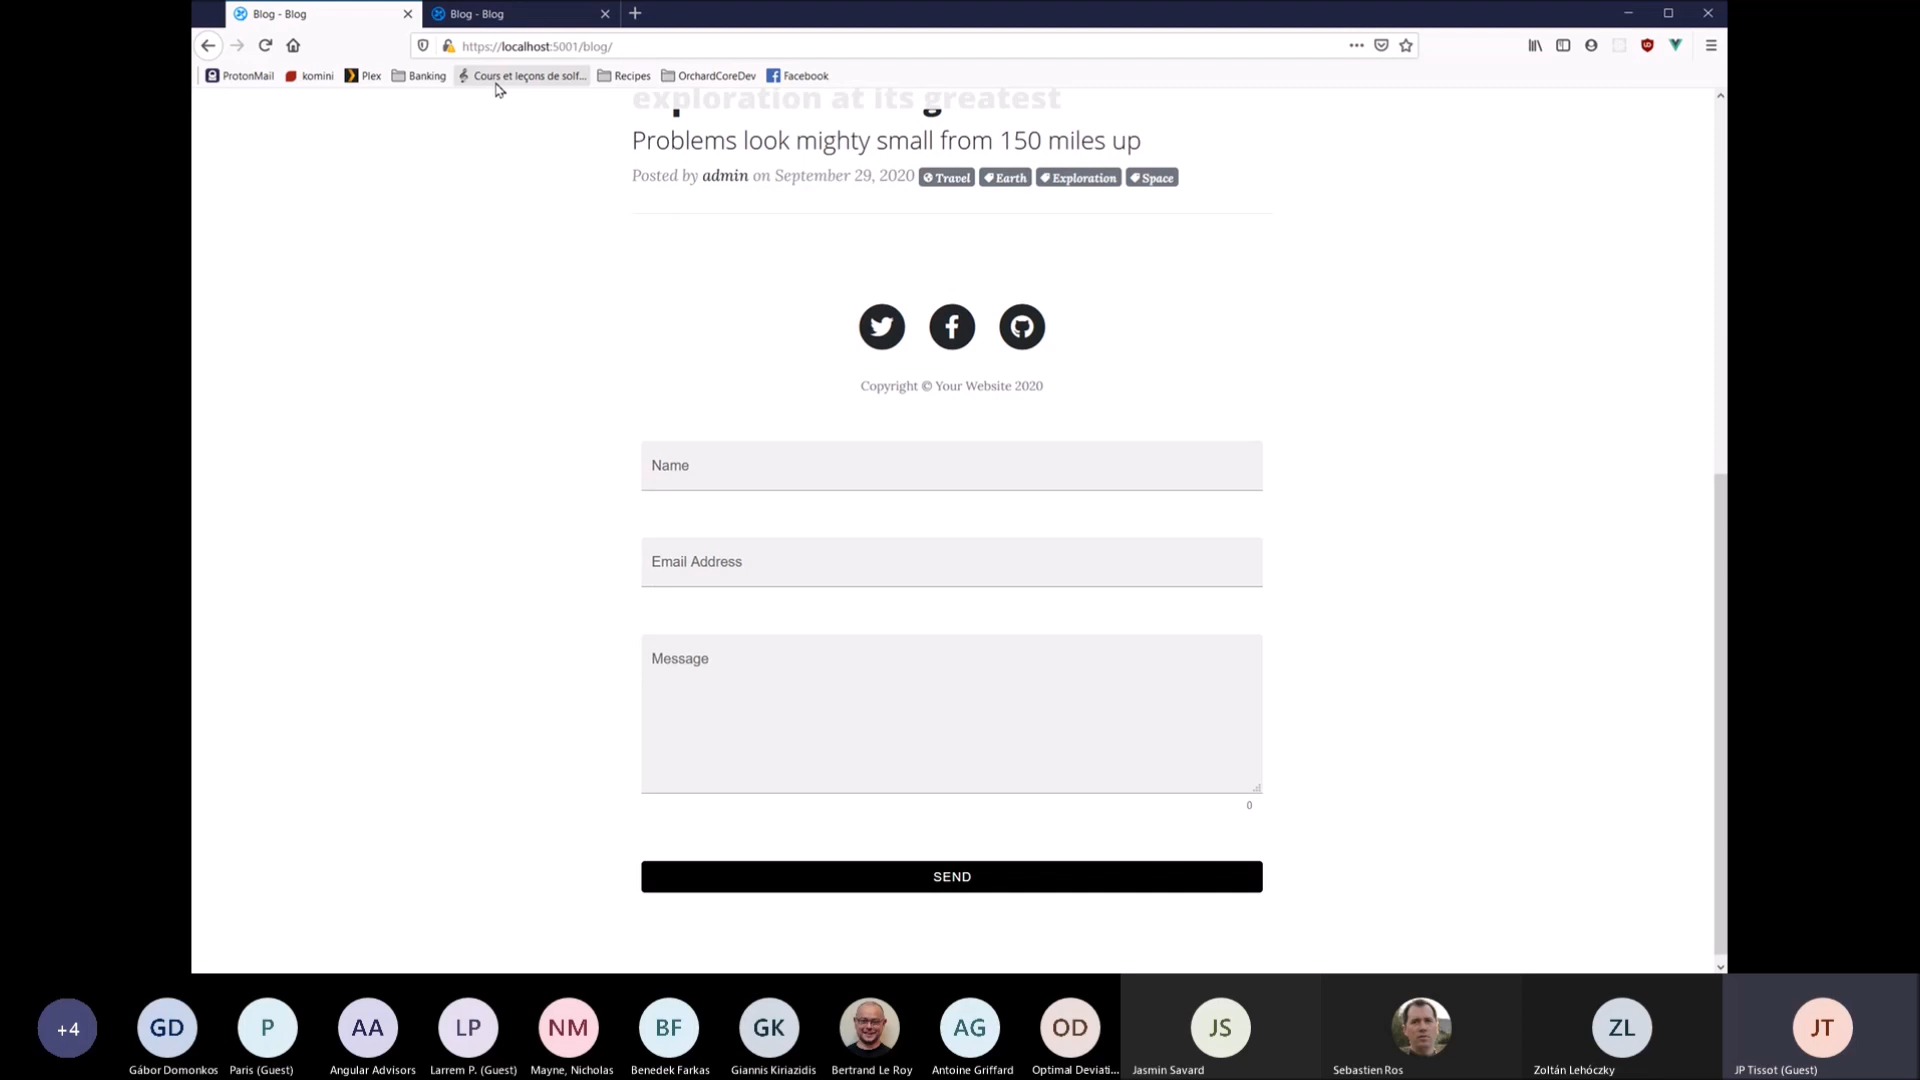 Blog - Blog
Blog - Blog
https://localhost:5001/blog/
ProtonMail komini Plex Banking Cours et leçons de solf... Recipes OrchardCoreDev Facebook
exploration at its greatest
Problems look mighty small from 150 miles up
Posted by admin on September 29, 2020 Travel Earth Exploration Space
Copyright © Your Website 2020
Name
Email Address
Message
0
SEND
+4 GD P AA LP NM BF GK AG OD JS ZL JT
Gábor Domonkos Paris (Guest) Angular Advisors Larrem P. (Guest) Mayne, Nicholas Benedek Farkas Giannis Kiriazidis Bertrand Le Roy Antoine Griffard Optimal Deviati... Jasmin Savard Sebastien Ros Zoltán Lehóczky JP Tissot (Guest)